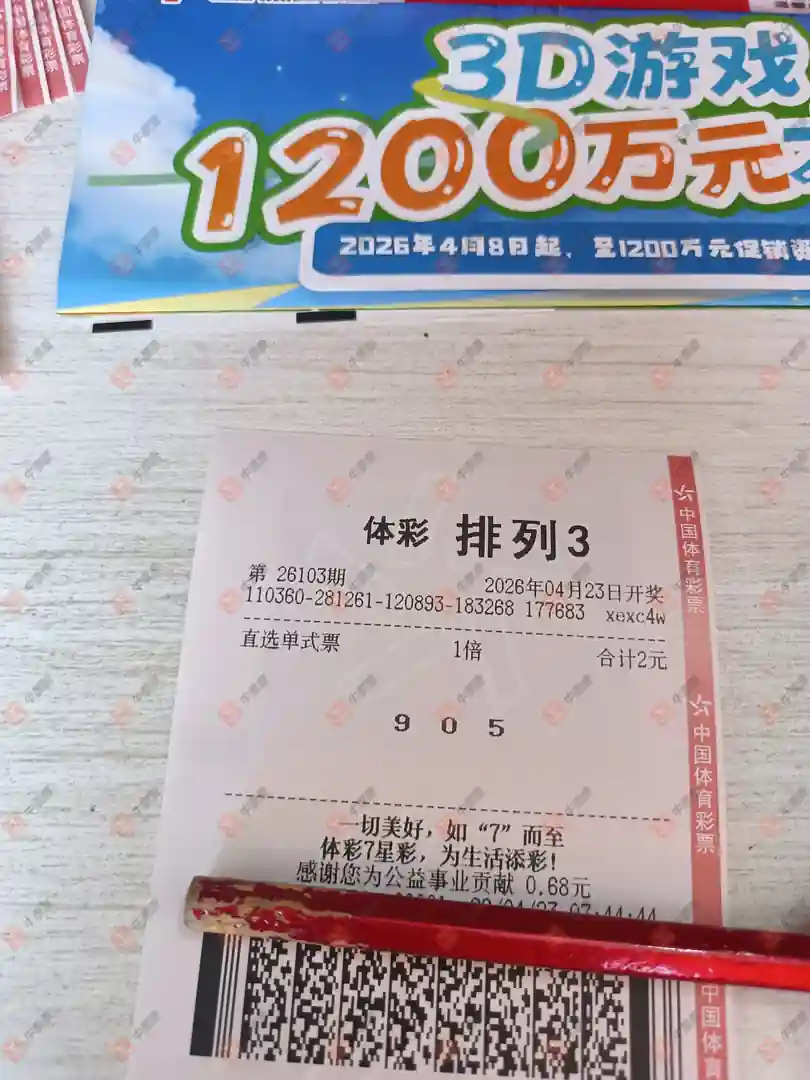 3D游戏
1200万元
2026年4月8日起，至1200万元促销
体彩 排列3
第 26103期 2026年04月23日开奖
110360-281261-120893-183268 177683 xexc4w
直选单式票 1倍 合计2元
9 0 5
一切美好，如“7”而至
体彩7星彩，为生活添彩！
感谢您为公益事业贡献 0.68元
中国体育彩票
中国体育彩票
中国体